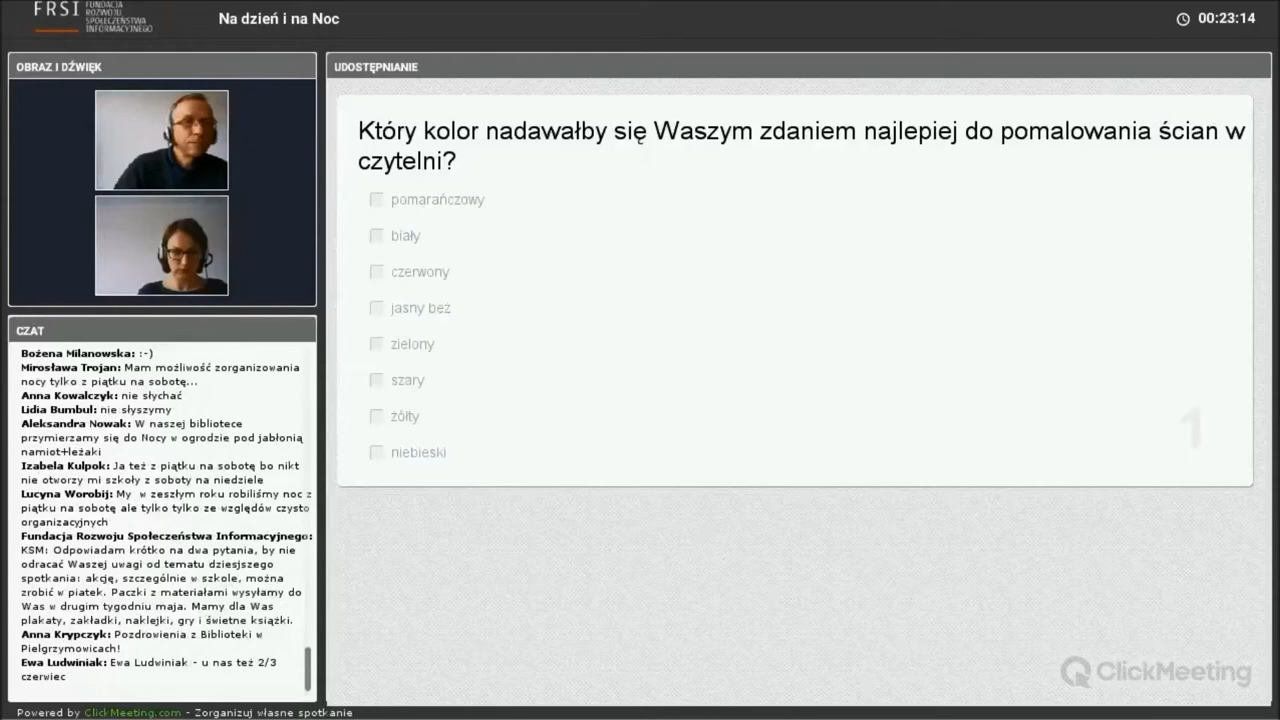 FRSI
FUNDACJA
ROZWOJU
SPOŁECZEŃSTWA
INFORMACYJNEGO
Na dzień i na Noc
00:23:14
OBRAZ I DŹWIĘK
CZAT
Bożena Milanowska: :-)
Mirosława Trojan: Mam możliwość zorganizowania
nocy tylko z piątku na sobotę...
Anna Kowalczyk: nie słychać
Lidia Bumbul: nie słyszymy
Aleksandra Nowak: W naszej bibliotece
przymierzamy się do Nocy w ogrodzie pod jabłonią
namiot+leżaki
Izabela Kulpok: Ja też z piątku na sobotę bo nikt
nie otworzy mi szkoły z soboty na niedziele
Lucyna Worobij: My w zeszłym roku robiliśmy noc z
piątku na sobotę ale tylko tylko ze względów czysto
organizacyjnych
Fundacja Rozwoju Społeczeństwa Informacyjnego:
KSM: Odpowiadam krótko na dwa pytania, by nie
odracać Waszej uwagi od tematu dziesjszego
spotkania: akcję, szczególnie w szkole, można
zrobić w piatek. Paczki z materiałami wysyłamy do
Was w drugim tygodniu maja. Mamy dla Was
plakaty, zakładki, naklejki, gry i świetne książki.
Anna Krypczyk: Pozdrowienia z Biblioteki w
Pielgrzymowicach!
Ewa Ludwiniak: Ewa Ludwiniak - u nas też 2/3
czerwiec
UDOSTĘPNIANIE
Który kolor nadawałby się Waszym zdaniem najlepiej do pomalowania ścian w
czytelni?
pomarańczowy
biały
czerwony
jasny beż
zielony
szary
żółty
niebieski
1
ClickMeeting
Powered by ClickMeeting.com - Zorganizuj własne spotkanie